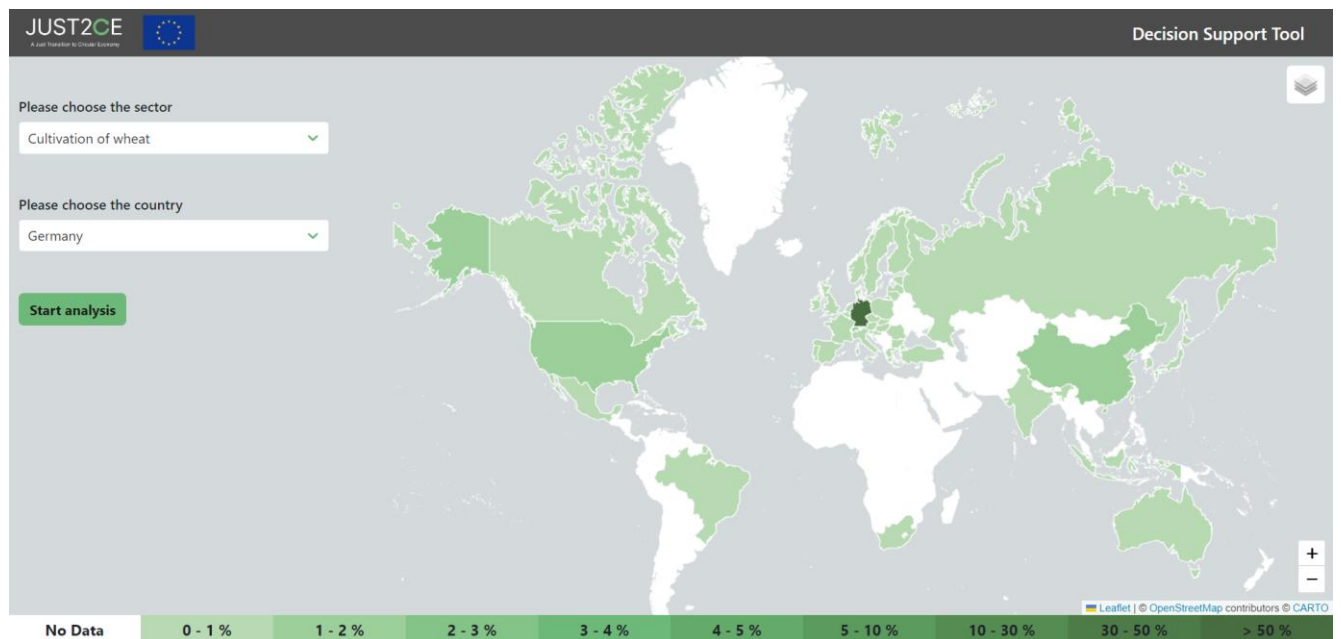 JUST2CE
A Just Transition to Circular Economy
Decision Support Tool
Please choose the sector
Cultivation of wheat
Please choose the country
Germany
Start analysis
+
−
Leaflet | © OpenStreetMap contributors © CARTO
No Data 0 - 1 % 1 - 2 % 2 - 3 % 3 - 4 % 4 - 5 % 5 - 10 % 10 - 30 % 30 - 50 % > 50 %